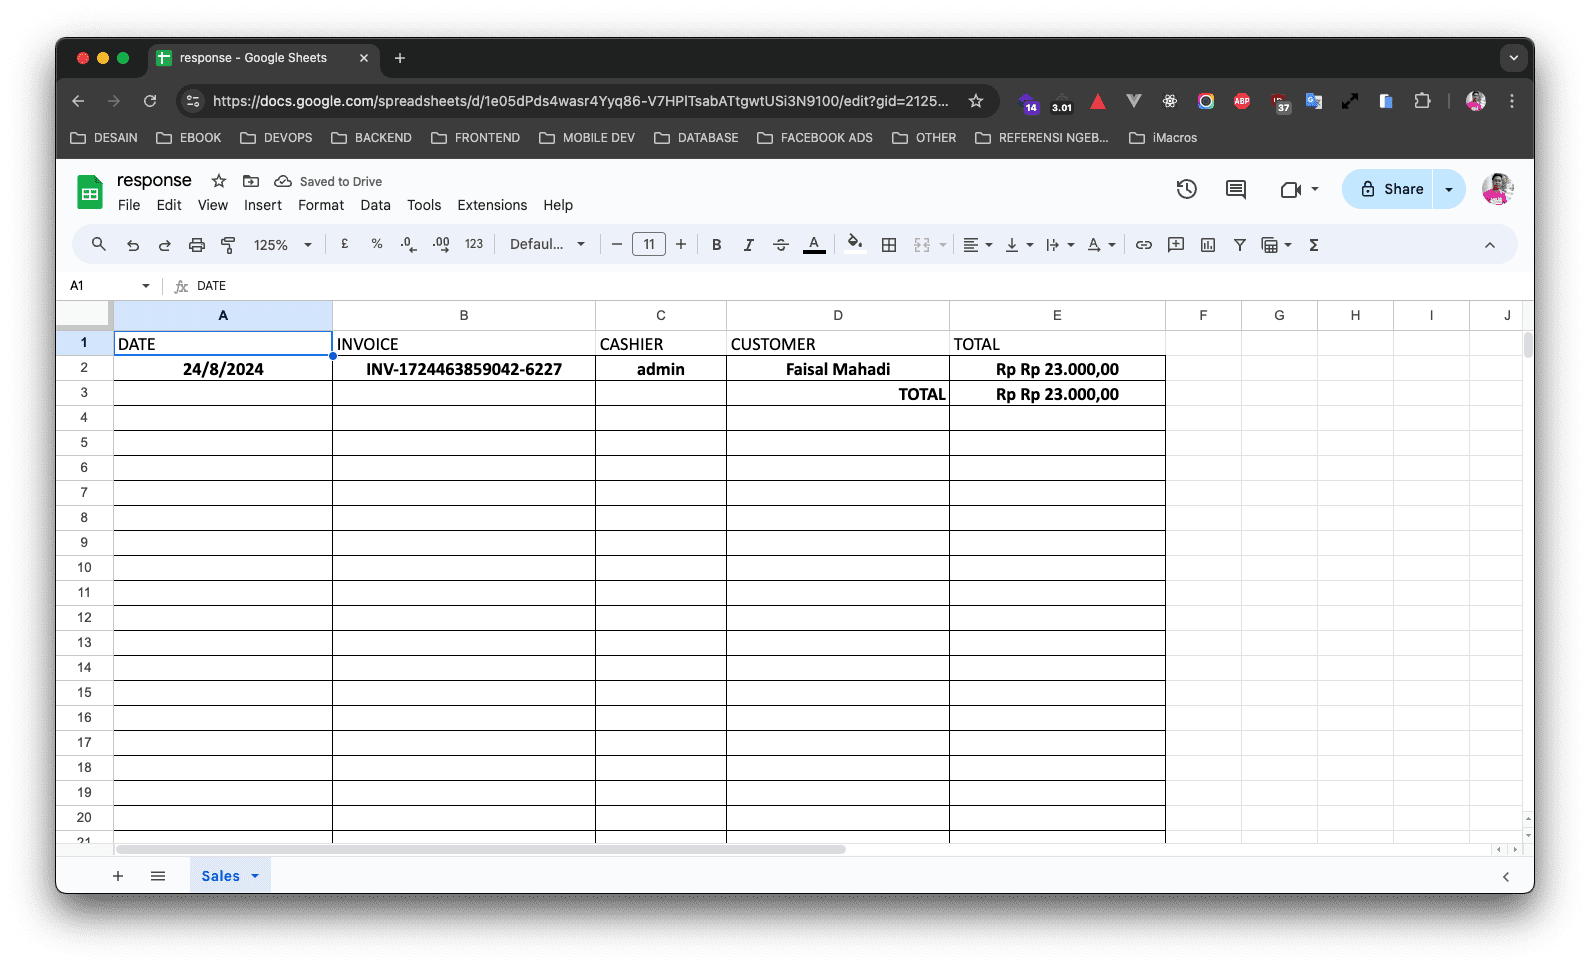 response - Google Sheets
https://docs.google.com/spreadsheets/d/1e05dPds4wasr4Yyq86-V7HPlTsabATtgwtUSi3N9100/edit?gid=2125...
14 3.01 ABP 37
DESAIN EBOOK DEVOPS BACKEND FRONTEND MOBILE DEV DATABASE FACEBOOK ADS OTHER REFERENSI NGEB... iMacros
response Saved to Drive
File Edit View Insert Format Data Tools Extensions Help
Share
125% £ % .0 .00 123 Defaul... − 11 + B I A Σ
A1 fx DATE
A B C D E F G H I J
1 DATE INVOICE CASHIER CUSTOMER TOTAL
2 24/8/2024 INV-1724463859042-6227 admin Faisal Mahadi Rp Rp 23.000,00
3 TOTAL Rp Rp 23.000,00
4
5
6
7
8
9
10
11
12
13
14
15
16
17
18
19
20
21
Sales